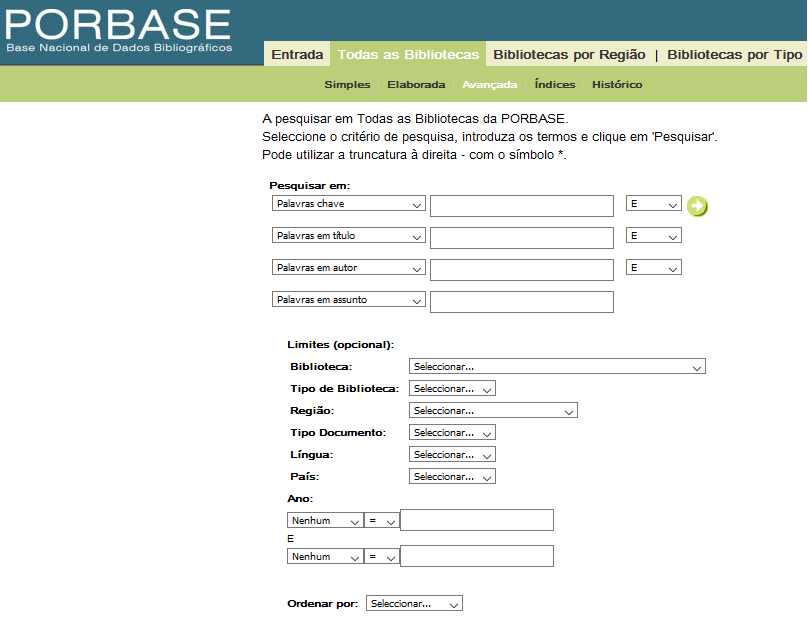 PORBASE
Base Nacional de Dados Bibliográficos
Entrada Todas as Bibliotecas Bibliotecas por Região | Bibliotecas por Tipo
Simples Elaborada Avançada Índices Histórico
A pesquisar em Todas as Bibliotecas da PORBASE.
Seleccione o critério de pesquisa, introduza os termos e clique em 'Pesquisar'.
Pode utilizar a truncatura à direita - com o símbolo *.
Pesquisar em:
Palavras chave E
Palavras em título E
Palavras em autor E
Palavras em assunto
Limites (opcional):
Biblioteca: Seleccionar...
Tipo de Biblioteca: Seleccionar...
Região: Seleccionar...
Tipo Documento: Seleccionar...
Língua: Seleccionar...
País: Seleccionar...
Ano:
Nenhum =
E
Nenhum =
Ordenar por: Seleccionar...